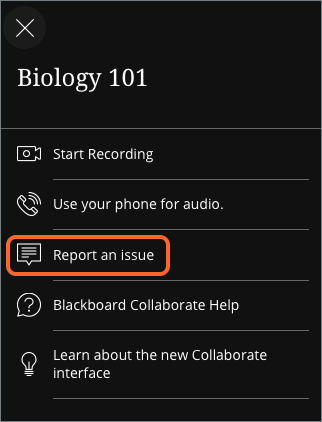 Biology 101
Start Recording
Use your phone for audio.
Report an issue
Blackboard Collaborate Help
Learn about the new Collaborate
interface